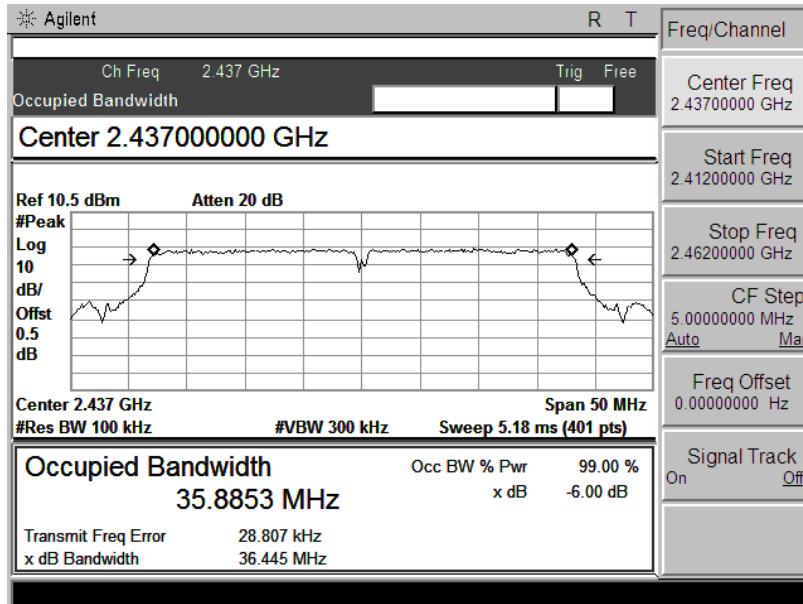 Agilent R T
Ch Freq 2.437 GHz Trig Free
Occupied Bandwidth
Center 2.437000000 GHz
Ref 10.5 dBm Atten 20 dB
#Peak
Log
10
dB/
Offst
0.5
dB
Center 2.437 GHz Span 50 MHz
#Res BW 100 kHz #VBW 300 kHz Sweep 5.18 ms (401 pts)
Occupied Bandwidth Occ BW % Pwr 99.00 %
35.8853 MHz x dB -6.00 dB
Transmit Freq Error 28.807 kHz
x dB Bandwidth 36.445 MHz
Freq/Channel
Center Freq
2.43700000 GHz
Start Freq
2.41200000 GHz
Stop Freq
2.46200000 GHz
CF Step
5.00000000 MHz
Auto Ma
Freq Offset
0.00000000 Hz
Signal Track
On Off